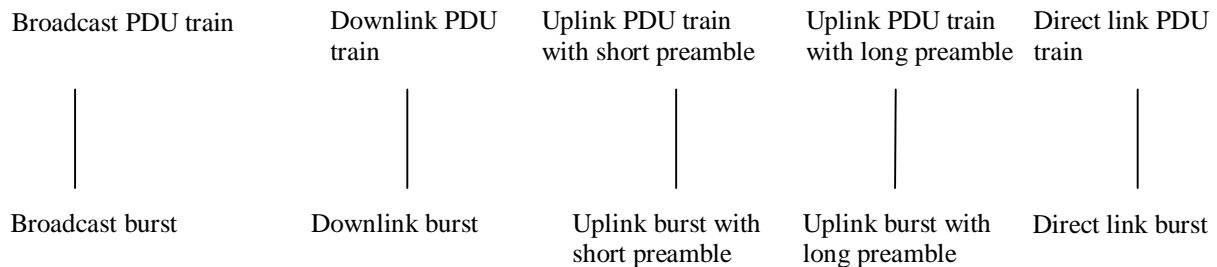 Broadcast PDU train
Downlink PDU
train
Uplink PDU train
with short preamble
Uplink PDU train
with long preamble
Direct link PDU
train
Broadcast burst
Downlink burst
Uplink burst with
short preamble
Uplink burst with
long preamble
Direct link burst